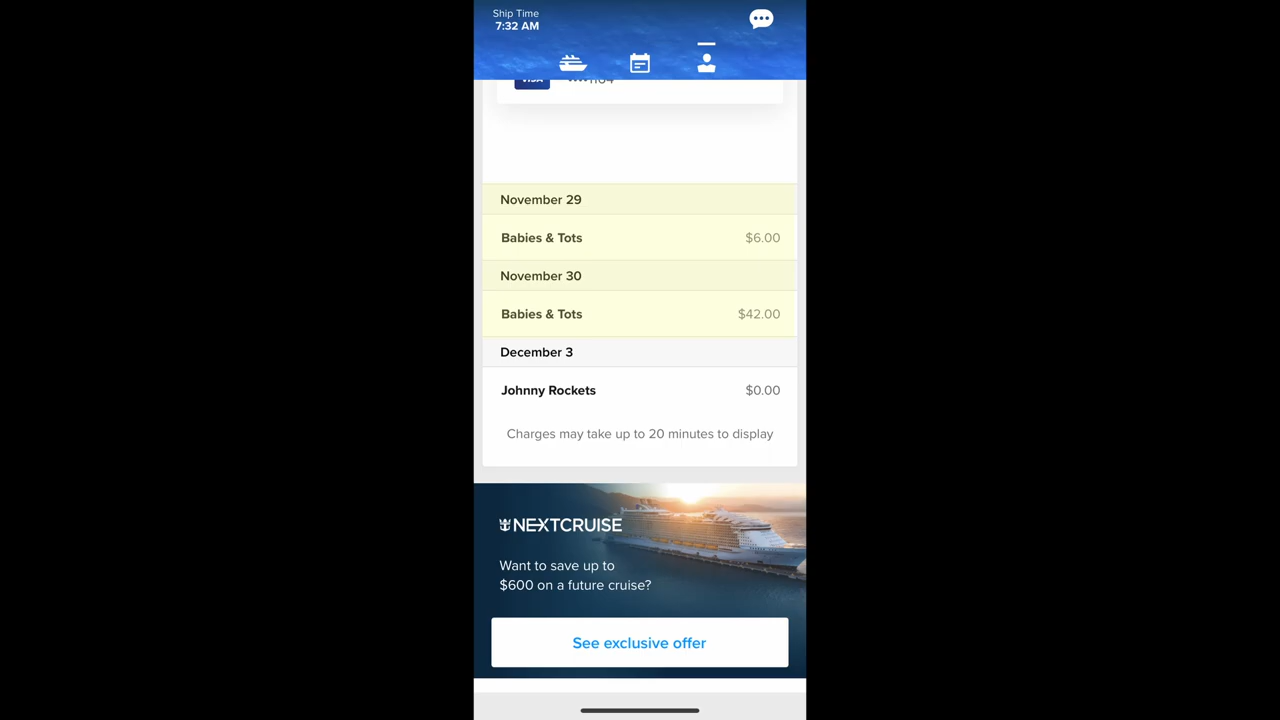 Ship Time
7:32 AM
November 29
Babies & Tots $6.00
November 30
Babies & Tots $42.00
December 3
Johnny Rockets $0.00
Charges may take up to 20 minutes to display
NEXTCRUISE
Want to save up to
$600 on a future cruise?
See exclusive offer